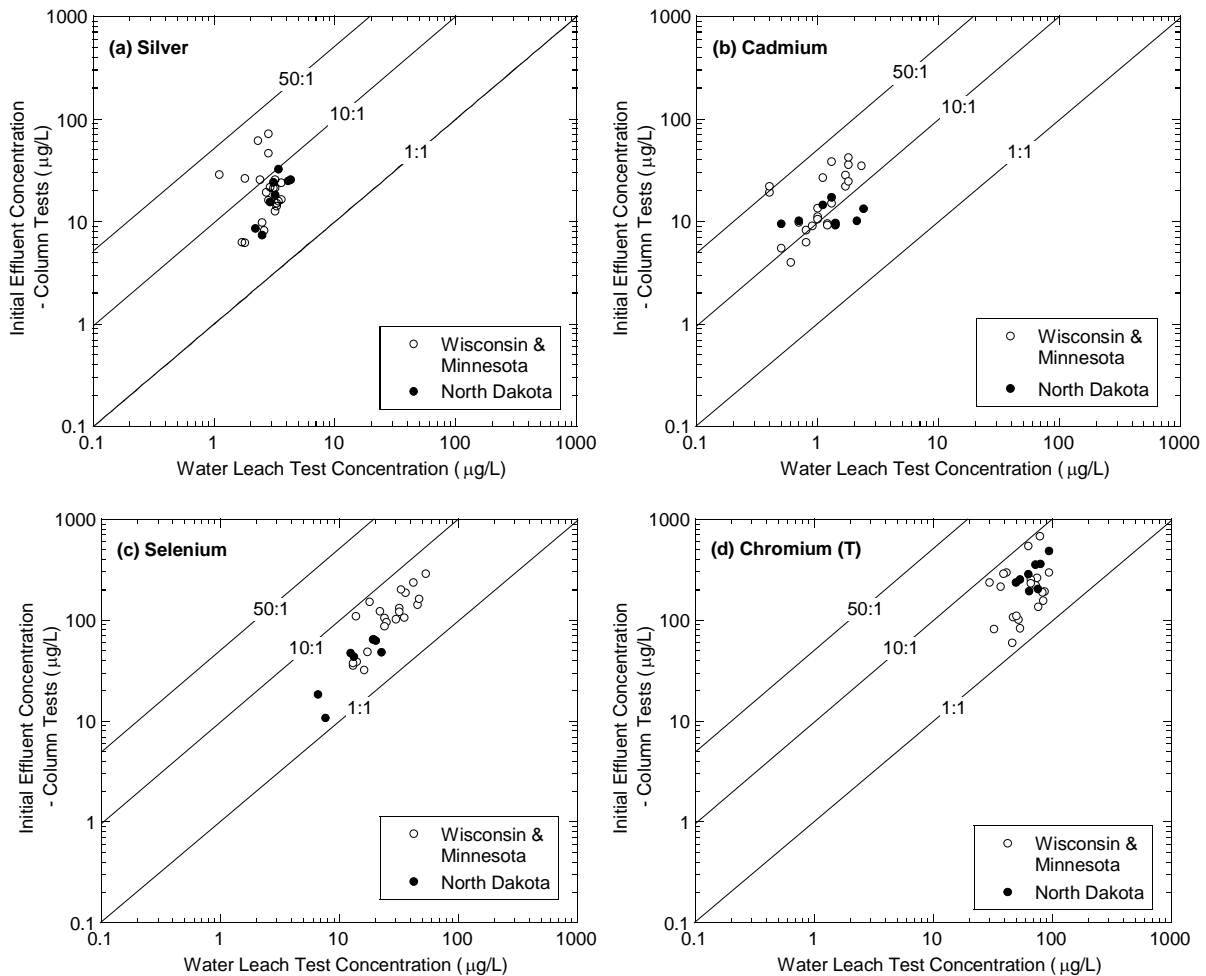 1000
100
10
1
0.1
Initial Effluent Concentration
- Column Tests (µg/L)
(a) Silver
50:1
10:1
1:1
Wisconsin &
Minnesota
North Dakota
0.1 1 10 100 1000
Water Leach Test Concentration (µg/L)
1000
100
10
1
0.1
Initial Effluent Concentration
- Column Tests (µg/L)
(b) Cadmium
50:1
10:1
1:1
Wisconsin &
Minnesota
North Dakota
0.1 1 10 100 1000
Water Leach Test Concentration (µg/L)
1000
100
10
1
0.1
Initial Effluent Concentration
- Column Tests (µg/L)
(c) Selenium
50:1
10:1
1:1
Wisconsin &
Minnesota
North Dakota
0.1 1 10 100 1000
Water Leach Test Concentration (µg/L)
1000
100
10
1
0.1
Initial Effluent Concentration
- Column Tests (µg/L)
(d) Chromium (T)
50:1
10:1
1:1
Wisconsin &
Minnesota
North Dakota
0.1 1 10 100 1000
Water Leach Test Concentration (µg/L)